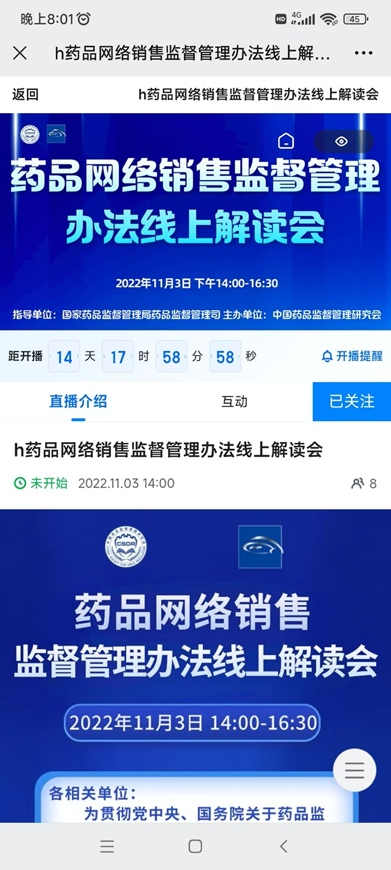 晚上8:01
HD 4G 45
h药品网络销售监督管理办法线上解...
返回 h药品网络销售监督管理办法线上解读会
药品网络销售监督管理
办法线上解读会
2022年11月3日 下午14:00-16:30
指导单位：国家药品监督管理局药品监督管理司 主办单位：中国药品监督管理研究会
距开播 14 天 17 时 58 分 58 秒 开播提醒
直播介绍 互动 已关注
h药品网络销售监督管理办法线上解读会
未开始 2022.11.03 14:00 8
CSDR
药品网络销售
监督管理办法线上解读会
2022年11月3日 14:00-16:30
各相关单位：
为贯彻党中央、国务院关于药品监